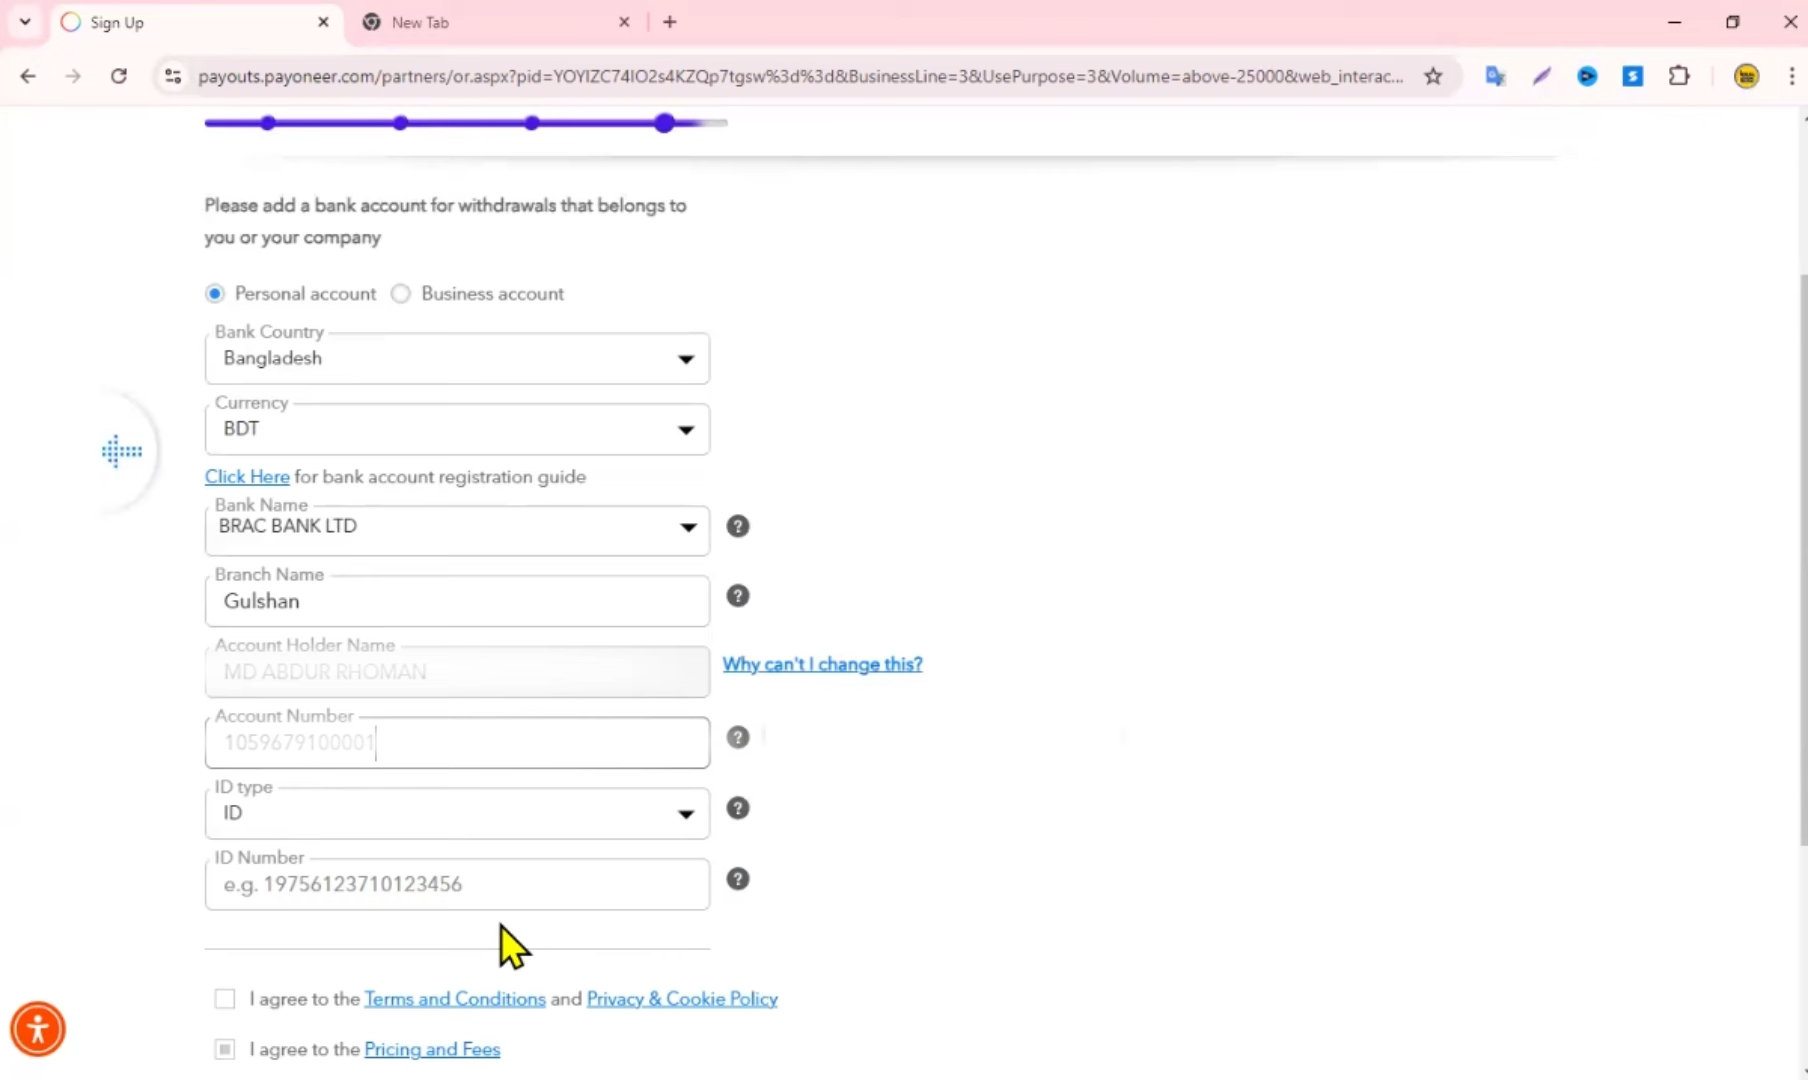 Sign Up
New Tab
payouts.payoneer.com/partners/or.aspx?pid=YOYIZC74IO2s4KZQp7tgsw%3d%3d&BusinessLine=3&UsePurpose=3&Volume=above-25000&web_interac...
Please add a bank account for withdrawals that belongs to
you or your company
Personal account Business account
Bank Country
Bangladesh
Currency
BDT
Click Here for bank account registration guide
Bank Name
BRAC BANK LTD
?
Branch Name
Gulshan
?
Account Holder Name
MD ABDUR RHOMAN
Why can't I change this?
Account Number
1059679100001
?
ID type
ID
?
ID Number
e.g. 19756123710123456
?
I agree to the Terms and Conditions and Privacy & Cookie Policy
I agree to the Pricing and Fees